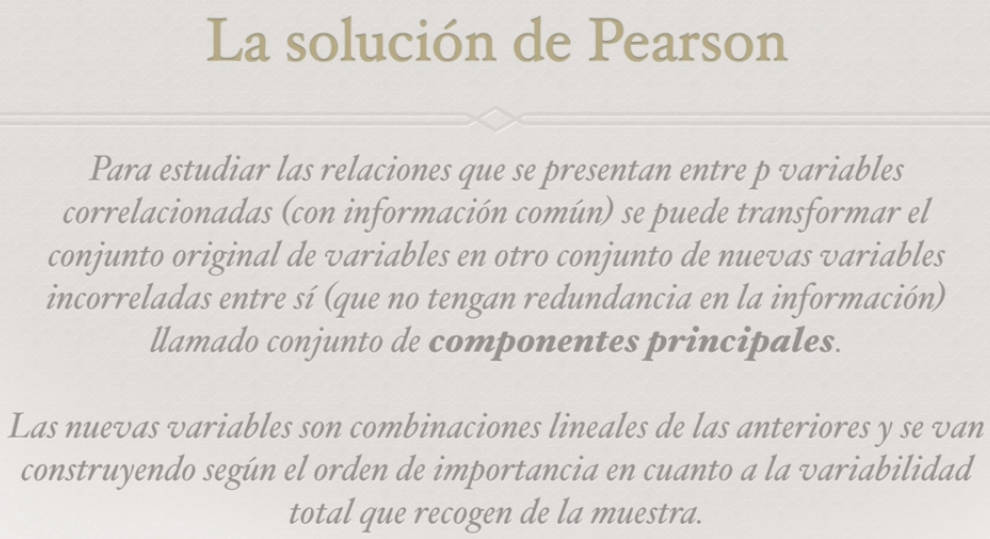 La solución de Pearson
Para estudiar las relaciones que se presentan entre p variables
correlacionadas (con información común) se puede transformar el
conjunto original de variables en otro conjunto de nuevas variables
incorreladas entre sí (que no tengan redundancia en la información)
llamado conjunto de componentes principales.
Las nuevas variables son combinaciones lineales de las anteriores y se van
construyendo según el orden de importancia en cuanto a la variabilidad
total que recogen de la muestra.